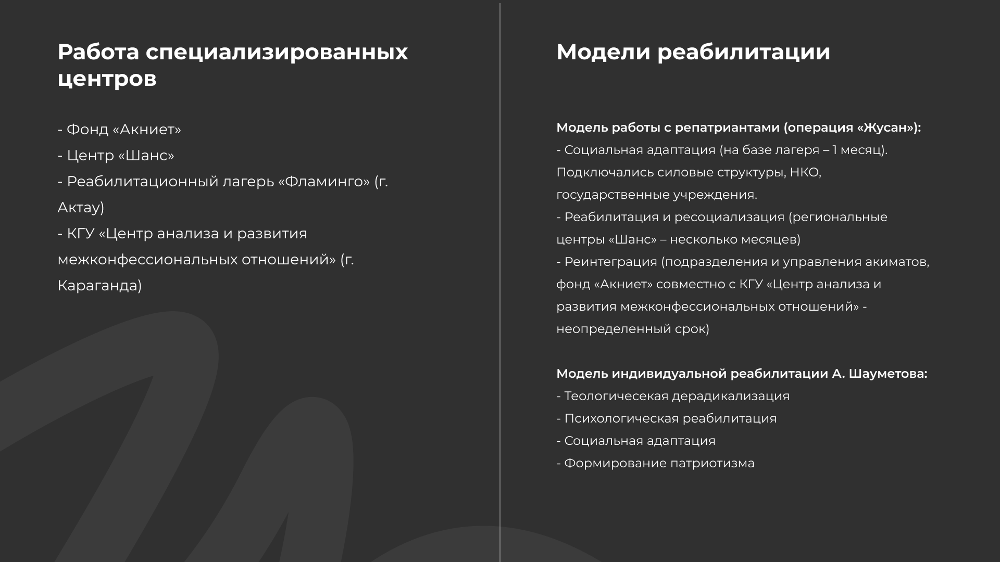 Работа специализированных
центров
- Фонд «Акниет»
- Центр «Шанс»
- Реабилитационный лагерь «Фламинго» (г.
Актау)
- КГУ «Центр анализа и развития
межконфессиональных отношений» (г.
Караганда)
Модели реабилитации
Модель работы с репатриантами (операция «Жусан»):
- Социальная адаптация (на базе лагеря – 1 месяц).
Подключались силовые структуры, НКО,
государственные учреждения.
- Реабилитация и ресоциализация (региональные
центры «Шанс» – несколько месяцев)
- Реинтеграция (подразделения и управления акиматов,
фонд «Акниет» совместно с КГУ «Центр анализа и
развития межконфессиональных отношений» -
неопределенный срок)
Модель индивидуальной реабилитации А. Шауметова:
- Теологичесекая дерадикализация
- Психологическая реабилитация
- Социальная адаптация
- Формирование патриотизма